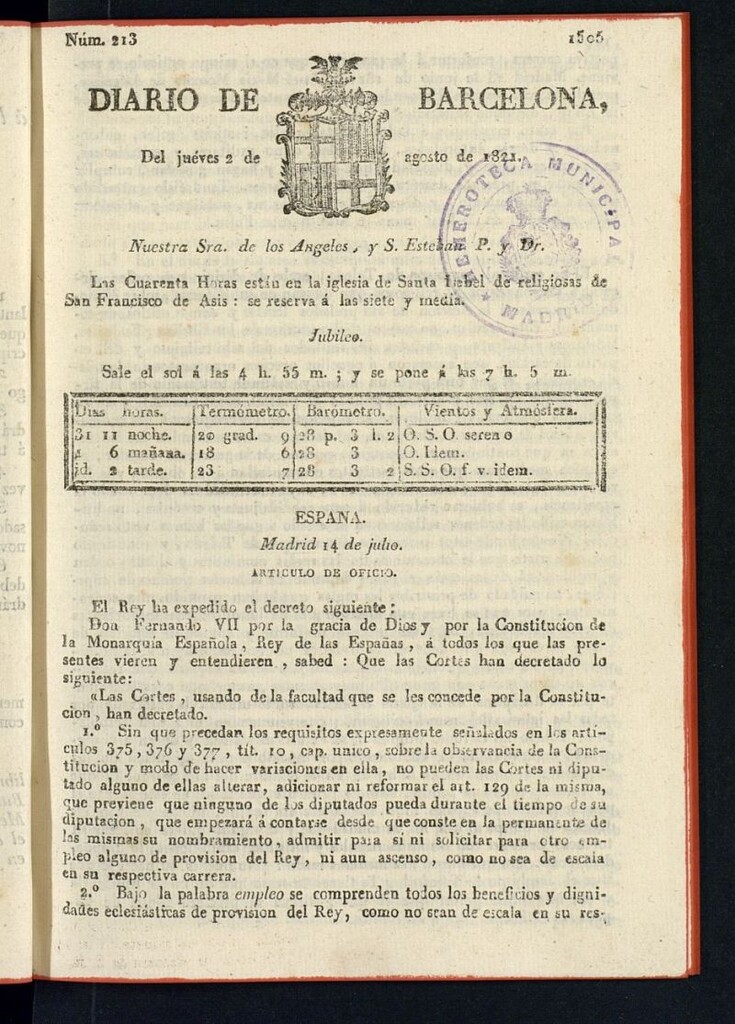 Núm. 213 1505
DIARIO DE BARCELONA,
Del juéves 2 de agosto de 1821.
HEMEROTECA MUNICIPAL
* MADRID
Nuestra Sra. de los Angeles, y S. Esteban P. y Dr.
Las Cuarenta Horas están en la iglesia de Santa Isabel de religiosas de
San Francisco de Asis : se reserva á las siete y media.
Jubileo.
Sale el sol á las 4 h. 55 m. ; y se pone á las 7 h. 5 m.
Dias horas. Termómetro. Barómetro. Vientos y Atmósfera.
31 11 noche. 20 grad. 9 28 p. 3 l. 2 O. S. O. sereno
1 6 mañana. 18 6 28 3 O. Idem.
id. 2 tarde. 23 7 28 3 2 S. S. O. f. v. idem.
ESPANA.
Madrid 14 de julio.
ARTICULO DE OFICIO.
El Rey ha expedido el decreto siguiente:
Don Fernando VII por la gracia de Dios y por la Constitucion de
la Monarquía Española, Rey de las Españas, á todos los que las pre-
sentes vieren y entendieren, sabed : Que las Cortes han decretado lo
siguiente:
«Las Cortes, usando de la facultad que se les concede por la Constitu-
cion, han decretado.
1.º Sin que precedan los requisitos expresamente señalados en los artí-
culos 375, 376 y 377, tít. 10, cap. unico, sobre la observancia de la Cons-
titucion y modo de hacer variaciones en ella, no pueden las Cortes ni dipu-
tado alguno de ellas alterar, adicionar ni reformar el art. 129 de la misma,
que previene que ninguno de los diputados pueda durante el tiempo de su
diputacion, que empezará á contarse desde que conste en la permanente de
las mismas su nombramiento, admitir para sí ni solicitar para otro em-
pleo alguno de provision del Rey, ni aun ascenso, como no sea de escala
en su respectiva carrera.
2.º Bajo la palabra empleo se comprenden todos los beneficios y digni-
dades eclesiásticas de provision del Rey, como no sean de escala en su res-